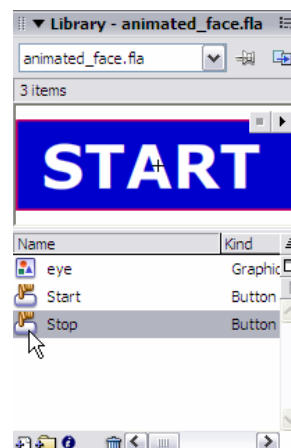 Library - animated_face.fla
animated_face.fla
3 items
START
Name Kind
eye Graphic
Start Button
Stop Button